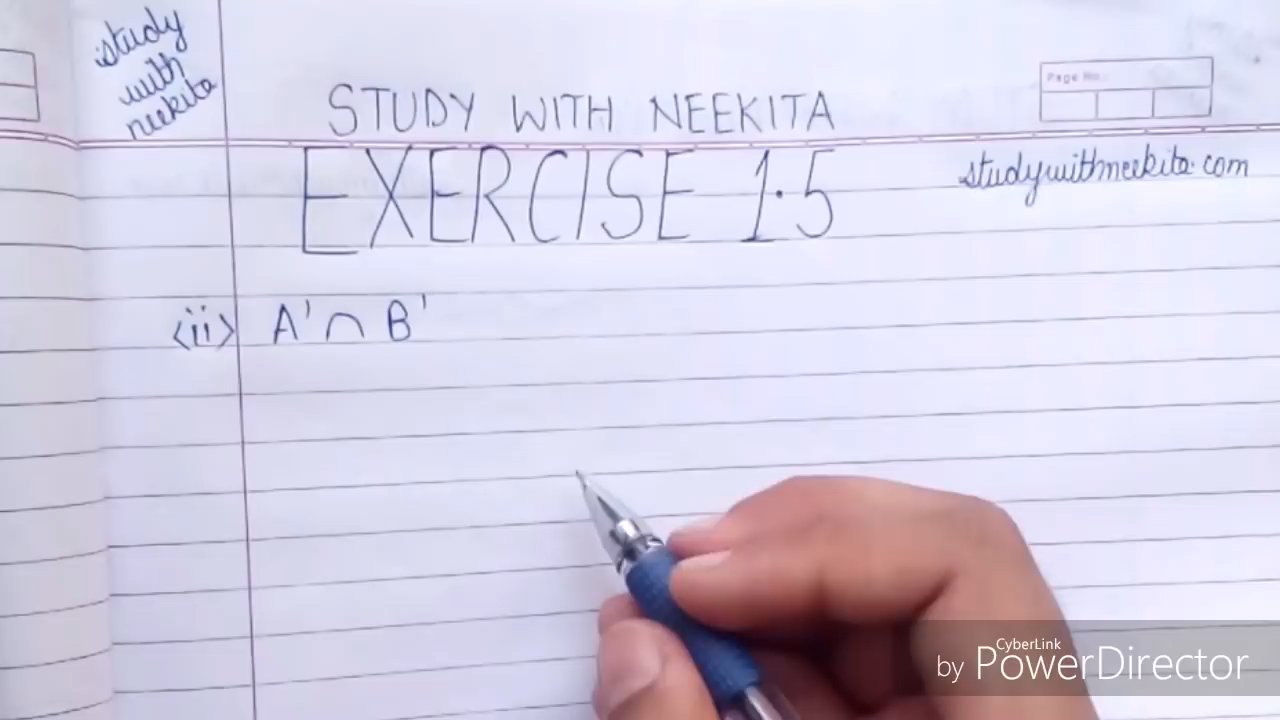 study
with
neekita
STUDY WITH NEEKITA
Page No.:
EXERCISE 1.5
studywithneekita.com
<ii> A' ∩ B'
CyberLink
by PowerDirector